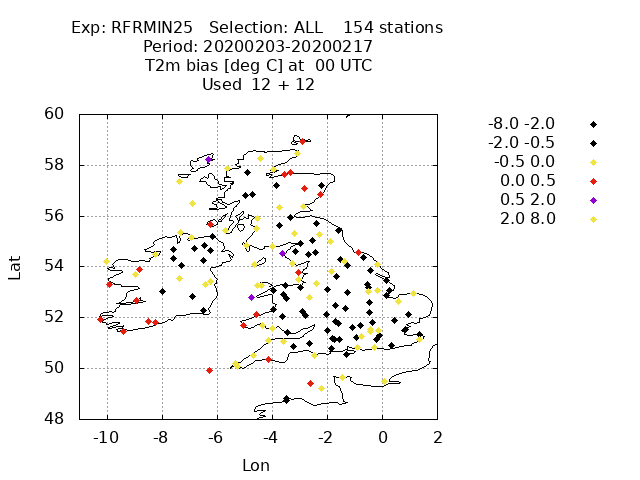 Exp: RFRMIN25 Selection: ALL 154 stations
Period: 20200203-20200217
T2m bias [deg C] at 00 UTC
Used 12 + 12
-8.0 -2.0
-2.0 -0.5
-0.5 0.0
0.0 0.5
0.5 2.0
2.0 8.0
60
58
56
54
52
50
48
Lat
-10 -8 -6 -4 -2 0 2
Lon